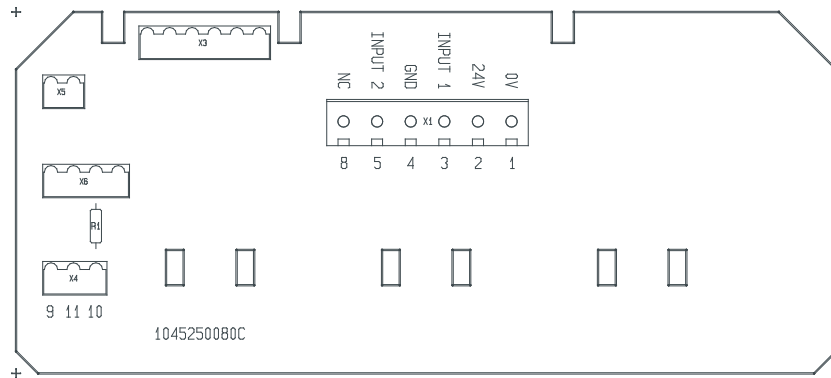 X3
INPUT 2
INPUT 1
NC
GND
24V
0V
X5
X1
8 5 4 3 2 1
X6
R1
X4
9 11 10
1045250080C